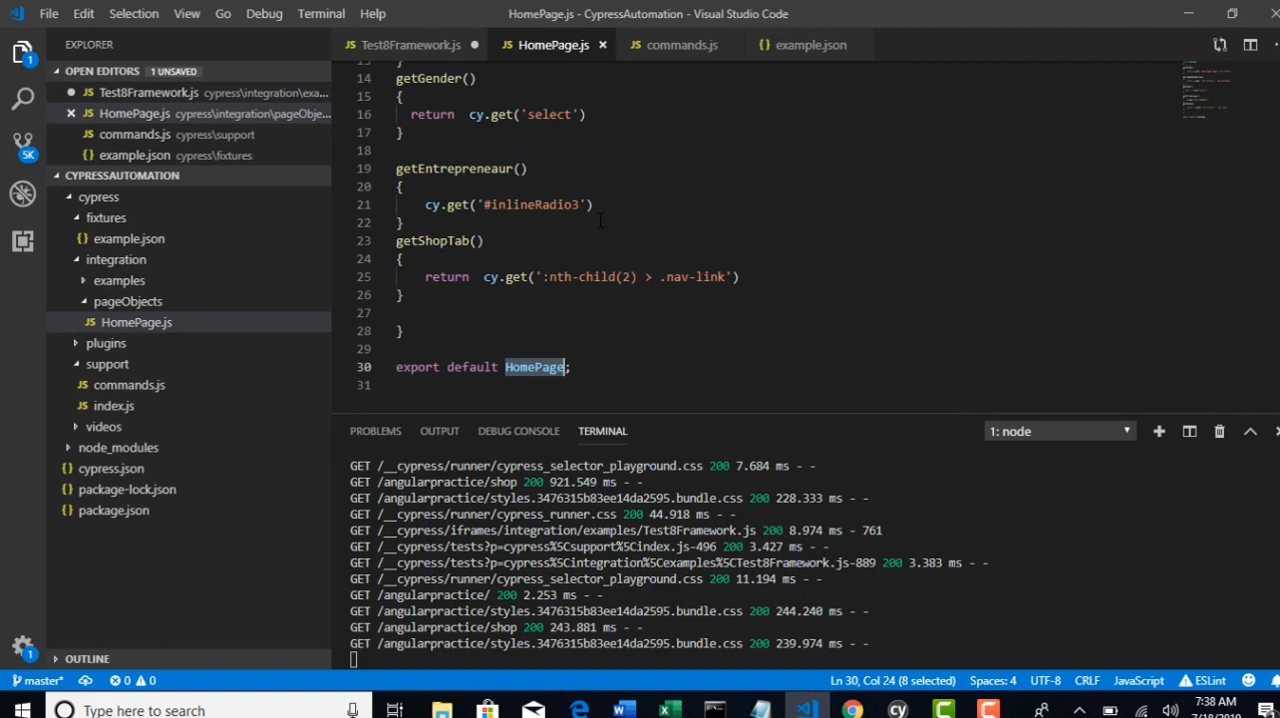 File Edit Selection View Go Debug Terminal Help
HomePage.js - CypressAutomation - Visual Studio Code
EXPLORER
Test8Framework.js
HomePage.js
commands.js
example.json
OPEN EDITORS 1 UNSAVED
Test8Framework.js cypress\integration\exa...
HomePage.js cypress\integration\pageObje...
commands.js cypress\support
example.json cypress\fixtures
CYPRESSAUTOMATION
cypress
fixtures
example.json
integration
examples
pageObjects
HomePage.js
plugins
support
commands.js
index.js
videos
node_modules
cypress.json
package-lock.json
package.json
OUTLINE
1
5K
1
13 }
14 getGender()
15 {
16 return cy.get('select')
17 }
18
19 getEntrepreneaur()
20 {
21 cy.get('#inlineRadio3')
22 }
23 getShopTab()
24 {
25 return cy.get(':nth-child(2) > .nav-link')
26 }
27
28 }
29
30 export default HomePage;
31
PROBLEMS OUTPUT DEBUG CONSOLE TERMINAL
1: node
GET /__cypress/runner/cypress_selector_playground.css 200 7.684 ms - -
GET /angularpractice/shop 200 921.549 ms - -
GET /angularpractice/styles.3476315b83ee14da2595.bundle.css 200 228.333 ms - -
GET /__cypress/runner/cypress_runner.css 200 44.918 ms - -
GET /__cypress/iframes/integration/examples/Test8Framework.js 200 8.974 ms - 761
GET /__cypress/tests?p=cypress%5Csupport%5Cindex.js-496 200 3.427 ms - -
GET /__cypress/tests?p=cypress%5Cintegration%5Cexamples%5CTest8Framework.js-889 200 3.383 ms - -
GET /__cypress/runner/cypress_selector_playground.css 200 11.194 ms - -
GET /angularpractice/ 200 2.253 ms - -
GET /angularpractice/styles.3476315b83ee14da2595.bundle.css 200 244.240 ms - -
GET /angularpractice/shop 200 243.881 ms - -
GET /angularpractice/styles.3476315b83ee14da2595.bundle.css 200 239.974 ms - -
master* 0 0
Ln 30, Col 24 (8 selected) Spaces: 4 UTF-8 CRLF JavaScript ESLint
Type here to search
cy
7:38 AM